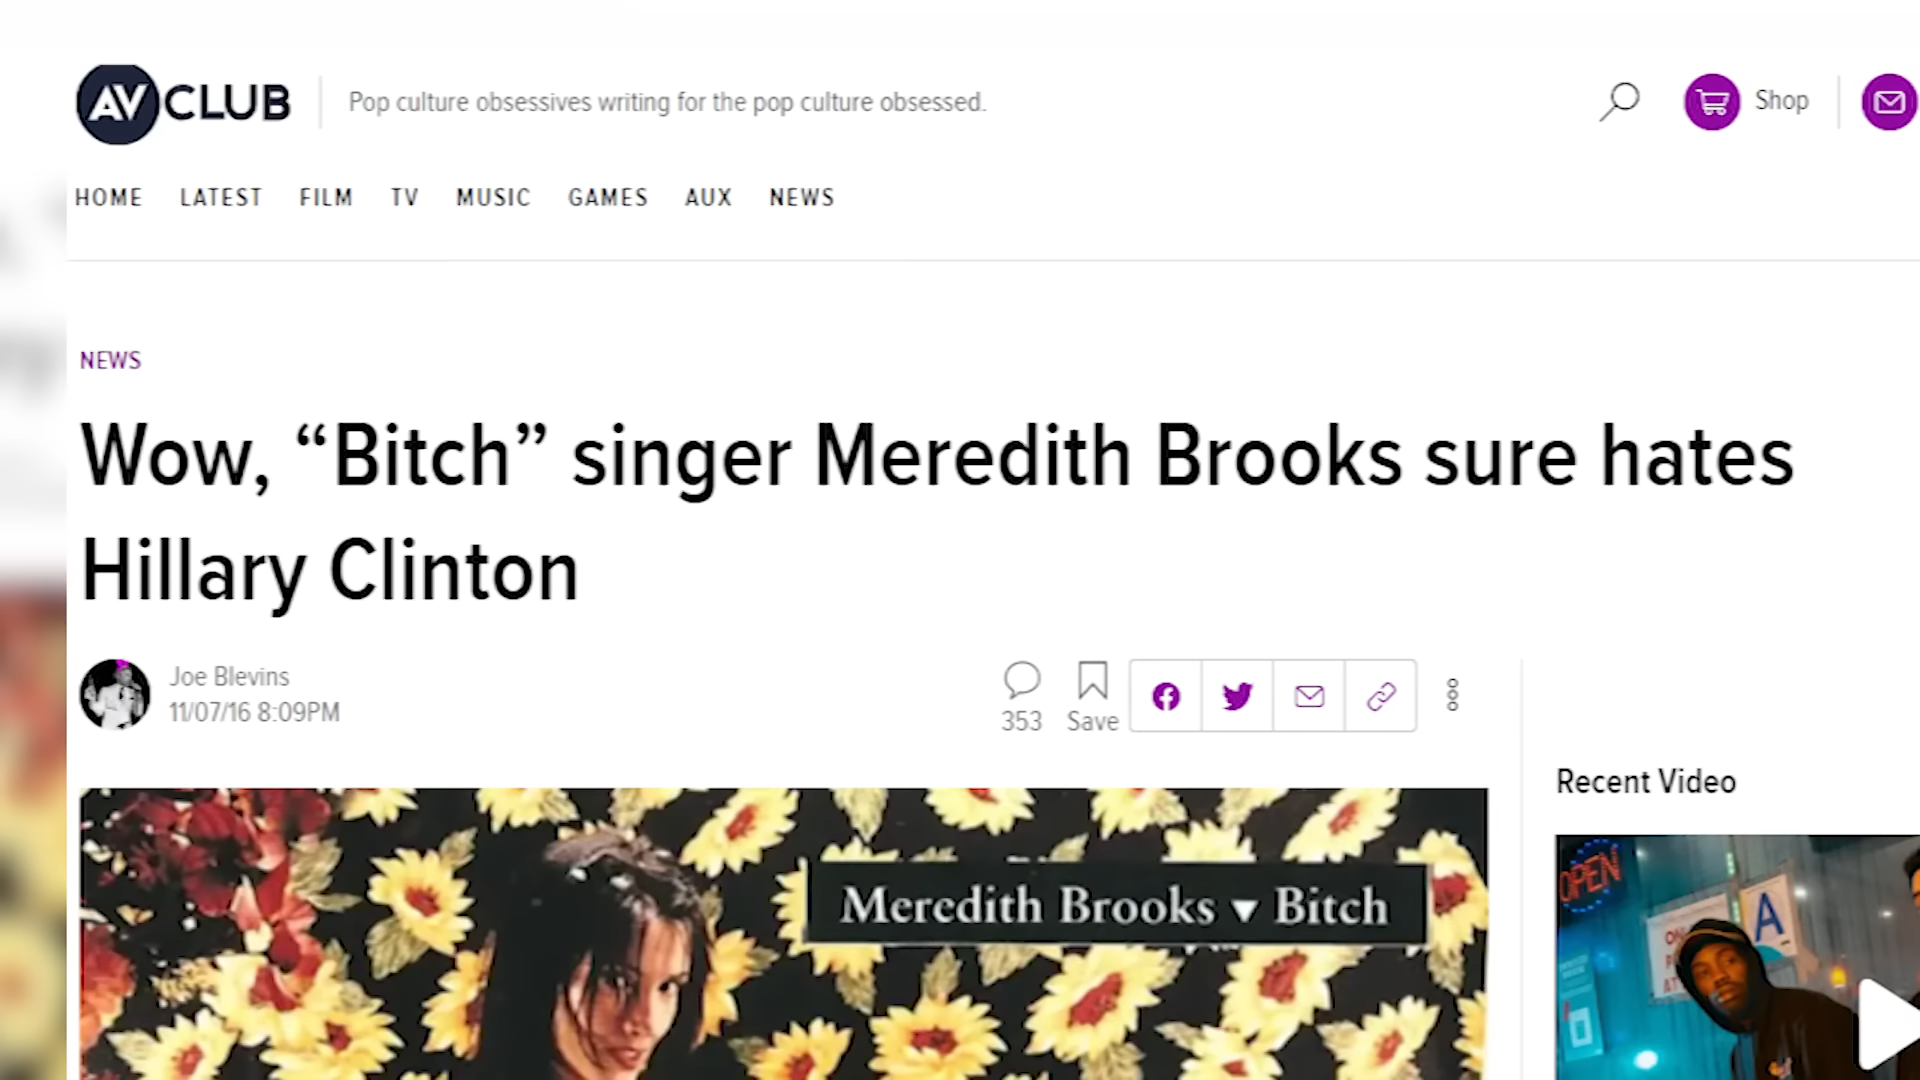 AV CLUB
Pop culture obsessives writing for the pop culture obsessed.
Shop
HOME LATEST FILM TV MUSIC GAMES AUX NEWS
NEWS
Wow, “Bitch” singer Meredith Brooks sure hates
Hillary Clinton
Joe Blevins
11/07/16 8:09PM
353
Save
Recent Video
Meredith Brooks ▼ Bitch
OPEN
A